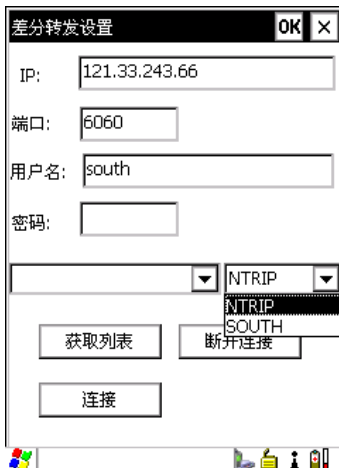 差分转发设置 OK ×
IP: 121.33.243.66
端口: 6060
用户名: south
密码:
NTRIP
NTRIP
SOUTH
获取列表 断开连接
连接